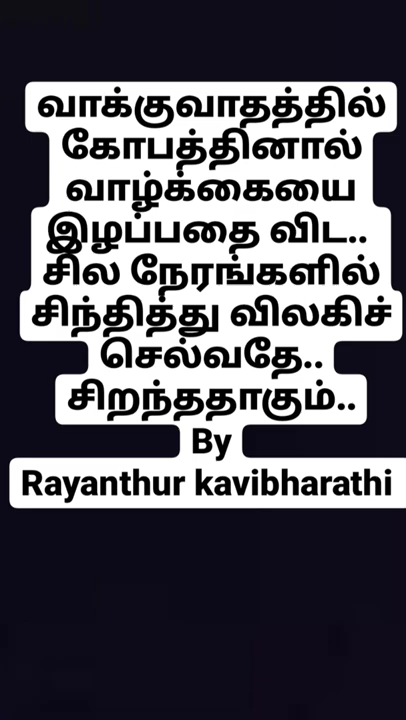 வாக்குவாதத்தில்
கோபத்தினால்
வாழ்க்கையை
இழப்பதை விட..
சில நேரங்களில்
சிந்தித்து விலகிச்
செல்வதே..
சிறந்ததாகும்..
By
Rayanthur kavibharathi